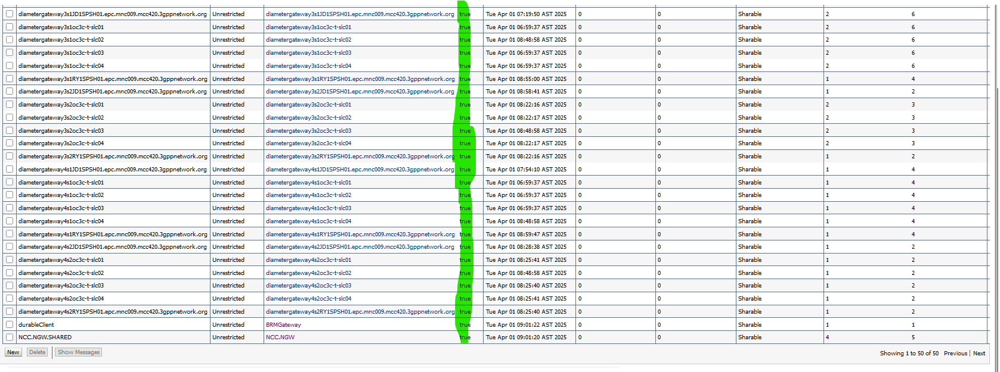 diametergateway3s1JD1SPSH01.epc.mnc009.mcc420.3gppnetwork.org Unrestricted diametergateway3s1JD1SPSH01.epc.mnc009.mcc420.3gppnetwork.org true Tue Apr 01 07:19:50 AST 2025 0 0 Sharable 2 6
diametergateway3s1oc3c-t-slc01 Unrestricted diametergateway3s1oc3c-t-slc01 true Tue Apr 01 06:59:37 AST 2025 0 0 Sharable 2 6
diametergateway3s1oc3c-t-slc02 Unrestricted diametergateway3s1oc3c-t-slc02 true Tue Apr 01 08:48:58 AST 2025 0 0 Sharable 2 6
diametergateway3s1oc3c-t-slc03 Unrestricted diametergateway3s1oc3c-t-slc03 true Tue Apr 01 06:59:37 AST 2025 0 0 Sharable 2 6
diametergateway3s1oc3c-t-slc04 Unrestricted diametergateway3s1oc3c-t-slc04 true Tue Apr 01 06:59:37 AST 2025 0 0 Sharable 2 6
diametergateway3s1RY1SPSH01.epc.mnc009.mcc420.3gppnetwork.org Unrestricted diametergateway3s1RY1SPSH01.epc.mnc009.mcc420.3gppnetwork.org true Tue Apr 01 08:55:00 AST 2025 0 0 Sharable 1 4
diametergateway3s2JD1SPSH01.epc.mnc009.mcc420.3gppnetwork.org Unrestricted diametergateway3s2JD1SPSH01.epc.mnc009.mcc420.3gppnetwork.org true Tue Apr 01 08:58:41 AST 2025 0 0 Sharable 1 2
diametergateway3s2oc3c-t-slc01 Unrestricted diametergateway3s2oc3c-t-slc01 true Tue Apr 01 08:22:16 AST 2025 0 0 Sharable 2 3
diametergateway3s2oc3c-t-slc02 Unrestricted diametergateway3s2oc3c-t-slc02 true Tue Apr 01 08:22:17 AST 2025 0 0 Sharable 2 3
diametergateway3s2oc3c-t-slc03 Unrestricted diametergateway3s2oc3c-t-slc03 true Tue Apr 01 08:48:58 AST 2025 0 0 Sharable 2 3
diametergateway3s2oc3c-t-slc04 Unrestricted diametergateway3s2oc3c-t-slc04 true Tue Apr 01 08:22:17 AST 2025 0 0 Sharable 2 3
diametergateway3s2RY1SPSH01.epc.mnc009.mcc420.3gppnetwork.org Unrestricted diametergateway3s2RY1SPSH01.epc.mnc009.mcc420.3gppnetwork.org true Tue Apr 01 08:22:16 AST 2025 0 0 Sharable 1 2
diametergateway4s1JD1SPSH01.epc.mnc009.mcc420.3gppnetwork.org Unrestricted diametergateway4s1JD1SPSH01.epc.mnc009.mcc420.3gppnetwork.org true Tue Apr 01 07:54:10 AST 2025 0 0 Sharable 1 4
diametergateway4s1oc3c-t-slc01 Unrestricted diametergateway4s1oc3c-t-slc01 true Tue Apr 01 06:59:37 AST 2025 0 0 Sharable 1 4
diametergateway4s1oc3c-t-slc02 Unrestricted diametergateway4s1oc3c-t-slc02 true Tue Apr 01 06:59:37 AST 2025 0 0 Sharable 1 4
diametergateway4s1oc3c-t-slc03 Unrestricted diametergateway4s1oc3c-t-slc03 true Tue Apr 01 06:59:37 AST 2025 0 0 Sharable 1 4
diametergateway4s1oc3c-t-slc04 Unrestricted diametergateway4s1oc3c-t-slc04 true Tue Apr 01 08:48:58 AST 2025 0 0 Sharable 1 4
diametergateway4s1RY1SPSH01.epc.mnc009.mcc420.3gppnetwork.org Unrestricted diametergateway4s1RY1SPSH01.epc.mnc009.mcc420.3gppnetwork.org true Tue Apr 01 08:59:47 AST 2025 0 0 Sharable 1 4
diametergateway4s2JD1SPSH01.epc.mnc009.mcc420.3gppnetwork.org Unrestricted diametergateway4s2JD1SPSH01.epc.mnc009.mcc420.3gppnetwork.org true Tue Apr 01 08:28:38 AST 2025 0 0 Sharable 1 2
diametergateway4s2oc3c-t-slc01 Unrestricted diametergateway4s2oc3c-t-slc01 true Tue Apr 01 08:25:41 AST 2025 0 0 Sharable 1 2
diametergateway4s2oc3c-t-slc02 Unrestricted diametergateway4s2oc3c-t-slc02 true Tue Apr 01 08:48:58 AST 2025 0 0 Sharable 1 2
diametergateway4s2oc3c-t-slc03 Unrestricted diametergateway4s2oc3c-t-slc03 true Tue Apr 01 08:25:40 AST 2025 0 0 Sharable 1 2
diametergateway4s2oc3c-t-slc04 Unrestricted diametergateway4s2oc3c-t-slc04 true Tue Apr 01 08:25:41 AST 2025 0 0 Sharable 1 2
diametergateway4s2RY1SPSH01.epc.mnc009.mcc420.3gppnetwork.org Unrestricted diametergateway4s2RY1SPSH01.epc.mnc009.mcc420.3gppnetwork.org true Tue Apr 01 08:25:40 AST 2025 0 0 Sharable 1 2
durableClient Unrestricted BRMGateway true Tue Apr 01 09:01:22 AST 2025 0 0 Sharable 1 1
NCC.NGW.SHARED Unrestricted NCC.NGW true Tue Apr 01 09:01:20 AST 2025 0 0 Sharable 4 5
New Delete Show Messages Showing 1 to 50 of 50 Previous | Next